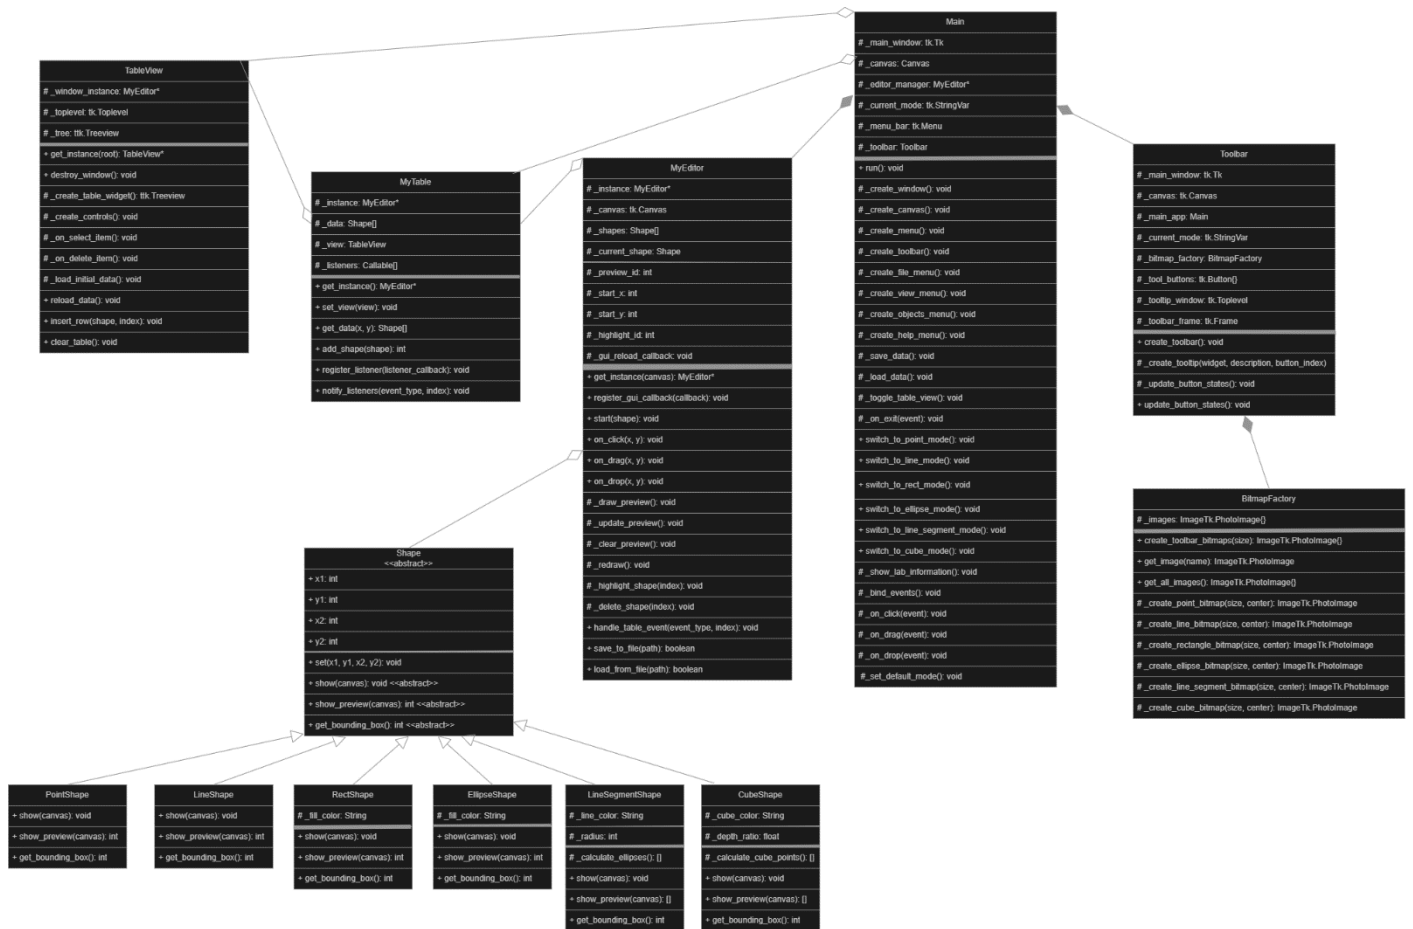 Main
# _main_window: tk.Tk
# _canvas: Canvas
# _editor_manager: MyEditor*
# _current_mode: tk.StringVar
# _menu_bar: tk.Menu
# _toolbar: Toolbar
+ run(): void
# _create_window(): void
# _create_canvas(): void
# _create_menu(): void
# _create_toolbar(): void
# _create_file_menu(): void
# _create_view_menu(): void
# _create_objects_menu(): void
# _create_help_menu(): void
# _save_data(): void
# _load_data(): void
# _toggle_table_view(): void
# _on_exit(event): void
+ switch_to_point_mode(): void
+ switch_to_line_mode(): void
+ switch_to_rect_mode(): void
+ switch_to_ellipse_mode(): void
+ switch_to_line_segment_mode(): void
+ switch_to_cube_mode(): void
# _show_lab_information(): void
# _bind_events(): void
# _on_click(event): void
# _on_drag(event): void
# _on_drop(event): void
#_set_default_mode(): void
TableView
# _window_instance: MyEditor*
# _toplevel: tk.Toplevel
# _tree: ttk.Treeview
+ get_instance(root): TableView*
+ destroy_window(): void
# _create_table_widget(): ttk.Treeview
# _create_controls(): void
# _on_select_item(): void
# _on_delete_item(): void
# _load_initial_data(): void
+ reload_data(): void
+ insert_row(shape, index): void
+ clear_table(): void
MyTable
# _instance: MyEditor*
# _data: Shape[]
# _view: TableView
# _listeners: Callable[]
+ get_instance(): MyEditor*
+ set_view(view): void
+ get_data(x, y): Shape[]
+ add_shape(shape): int
+ register_listener(listener_callback): void
+ notify_listeners(event_type, index): void
MyEditor
# _instance: MyEditor*
# _canvas: tk.Canvas
# _shapes: Shape[]
# _current_shape: Shape
# _preview_id: int
# _start_x: int
# _start_y: int
# _highlight_id: int
# _gui_reload_callback: void
+ get_instance(canvas): MyEditor*
+ register_gui_callback(callback): void
+ start(shape): void
+ on_click(x, y): void
+ on_drag(x, y): void
+ on_drop(x, y): void
# _draw_preview(): void
# _update_preview(): void
# _clear_preview(): void
# _redraw(): void
# _highlight_shape(index): void
# _delete_shape(index): void
+ handle_table_event(event_type, index): void
+ save_to_file(path): boolean
+ load_from_file(path): boolean
Toolbar
# _main_window: tk.Tk
# _canvas: tk.Canvas
# _main_app: Main
# _current_mode: tk.StringVar
# _bitmap_factory: BitmapFactory
# _tool_buttons: tk.Button{}
# _tooltip_window: tk.Toplevel
# _toolbar_frame: tk.Frame
+ create_toolbar(): void
# _create_tooltip(widget, description, button_index)
# _update_button_states(): void
+ update_button_states(): void
BitmapFactory
# _images: ImageTk.PhotoImage{}
+ create_toolbar_bitmaps(size): ImageTk.PhotoImage{}
+ get_image(name): ImageTk.PhotoImage
+ get_all_images(): ImageTk.PhotoImage{}
# _create_point_bitmap(size, center): ImageTk.PhotoImage
# _create_line_bitmap(size, center): ImageTk.PhotoImage
# _create_rectangle_bitmap(size, center): ImageTk.PhotoImage
# _create_ellipse_bitmap(size, center): ImageTk.PhotoImage
# _create_line_segment_bitmap(size, center): ImageTk.PhotoImage
# _create_cube_bitmap(size, center): ImageTk.PhotoImage
Shape
<<abstract>>
+ x1: int
+ y1: int
+ x2: int
+ y2: int
+ set(x1, y1, x2, y2): void
+ show(canvas): void <<abstract>>
+ show_preview(canvas): int <<abstract>>
+ get_bounding_box(): int <<abstract>>
PointShape
+ show(canvas): void
+ show_preview(canvas): int
+ get_bounding_box(): int
LineShape
+ show(canvas): void
+ show_preview(canvas): int
+ get_bounding_box(): int
RectShape
# _fill_color: String
+ show(canvas): void
+ show_preview(canvas): int
+ get_bounding_box(): int
EllipseShape
# _fill_color: String
+ show(canvas): void
+ show_preview(canvas): int
+ get_bounding_box(): int
LineSegmentShape
# _line_color: String
# _radius: int
# _calculate_ellipses(): []
+ show(canvas): void
+ show_preview(canvas): []
+ get_bounding_box(): int
CubeShape
# _cube_color: String
# _depth_ratio: float
# _calculate_cube_points(): []
+ show(canvas): void
+ show_preview(canvas): []
+ get_bounding_box(): int